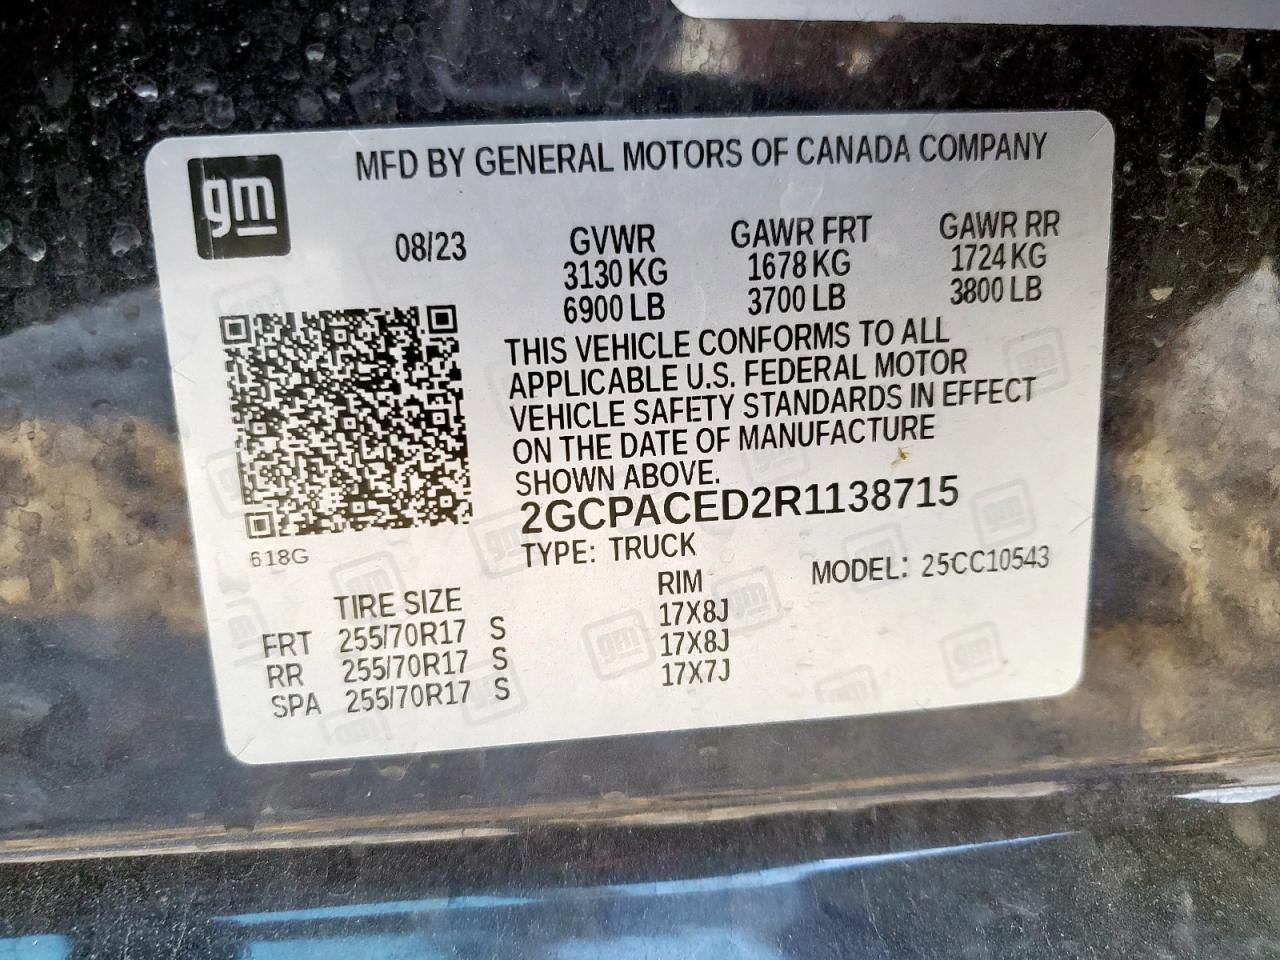 gm
MFD BY GENERAL MOTORS OF CANADA COMPANY
08/23 GVWR GAWR FRT GAWR RR
3130 KG 1678 KG 1724 KG
6900 LB 3700 LB 3800 LB
THIS VEHICLE CONFORMS TO ALL
APPLICABLE U.S. FEDERAL MOTOR
VEHICLE SAFETY STANDARDS IN EFFECT
ON THE DATE OF MANUFACTURE
SHOWN ABOVE.
2GCPACED2R1138715
618G
TYPE: TRUCK MODEL: 25CC10543
TIRE SIZE RIM
FRT 255/70R17 S 17X8J
RR 255/70R17 S 17X8J
SPA 255/70R17 S 17X7J